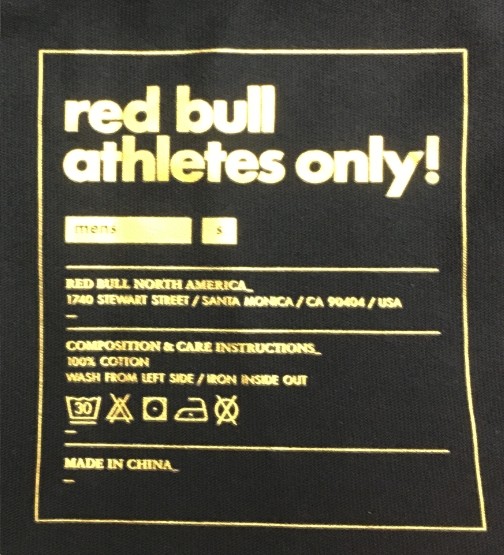 red bull
athletes only!
mens s
RED BULL NORTH AMERICA_
1740 STEWART STREET / SANTA MONICA / CA 90404 / USA
COMPOSITION & CARE INSTRUCTIONS_
100% COTTON
WASH FROM LEFT SIDE / IRON INSIDE OUT
30
MADE IN CHINA_